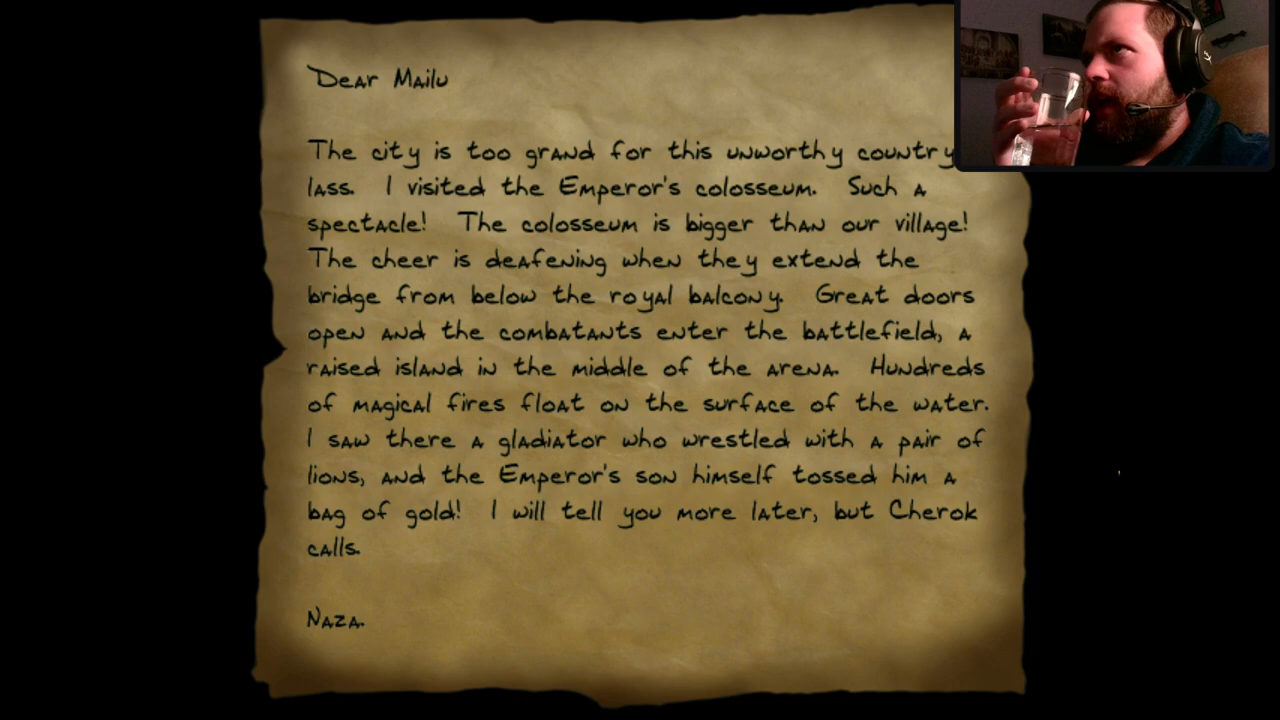 Dear Mailu
The city is too grand for this unworthy country
lass. I visited the Emperor's colosseum. Such a
spectacle! The colosseum is bigger than our village!
The cheer is deafening when they extend the
bridge from below the royal balcony. Great doors
open and the combatants enter the battlefield, a
raised island in the middle of the arena. Hundreds
of magical fires float on the surface of the water.
I saw there a gladiator who wrestled with a pair of
lions, and the Emperor's son himself tossed him a
bag of gold! I will tell you more later, but Cherok
calls.
Naza.